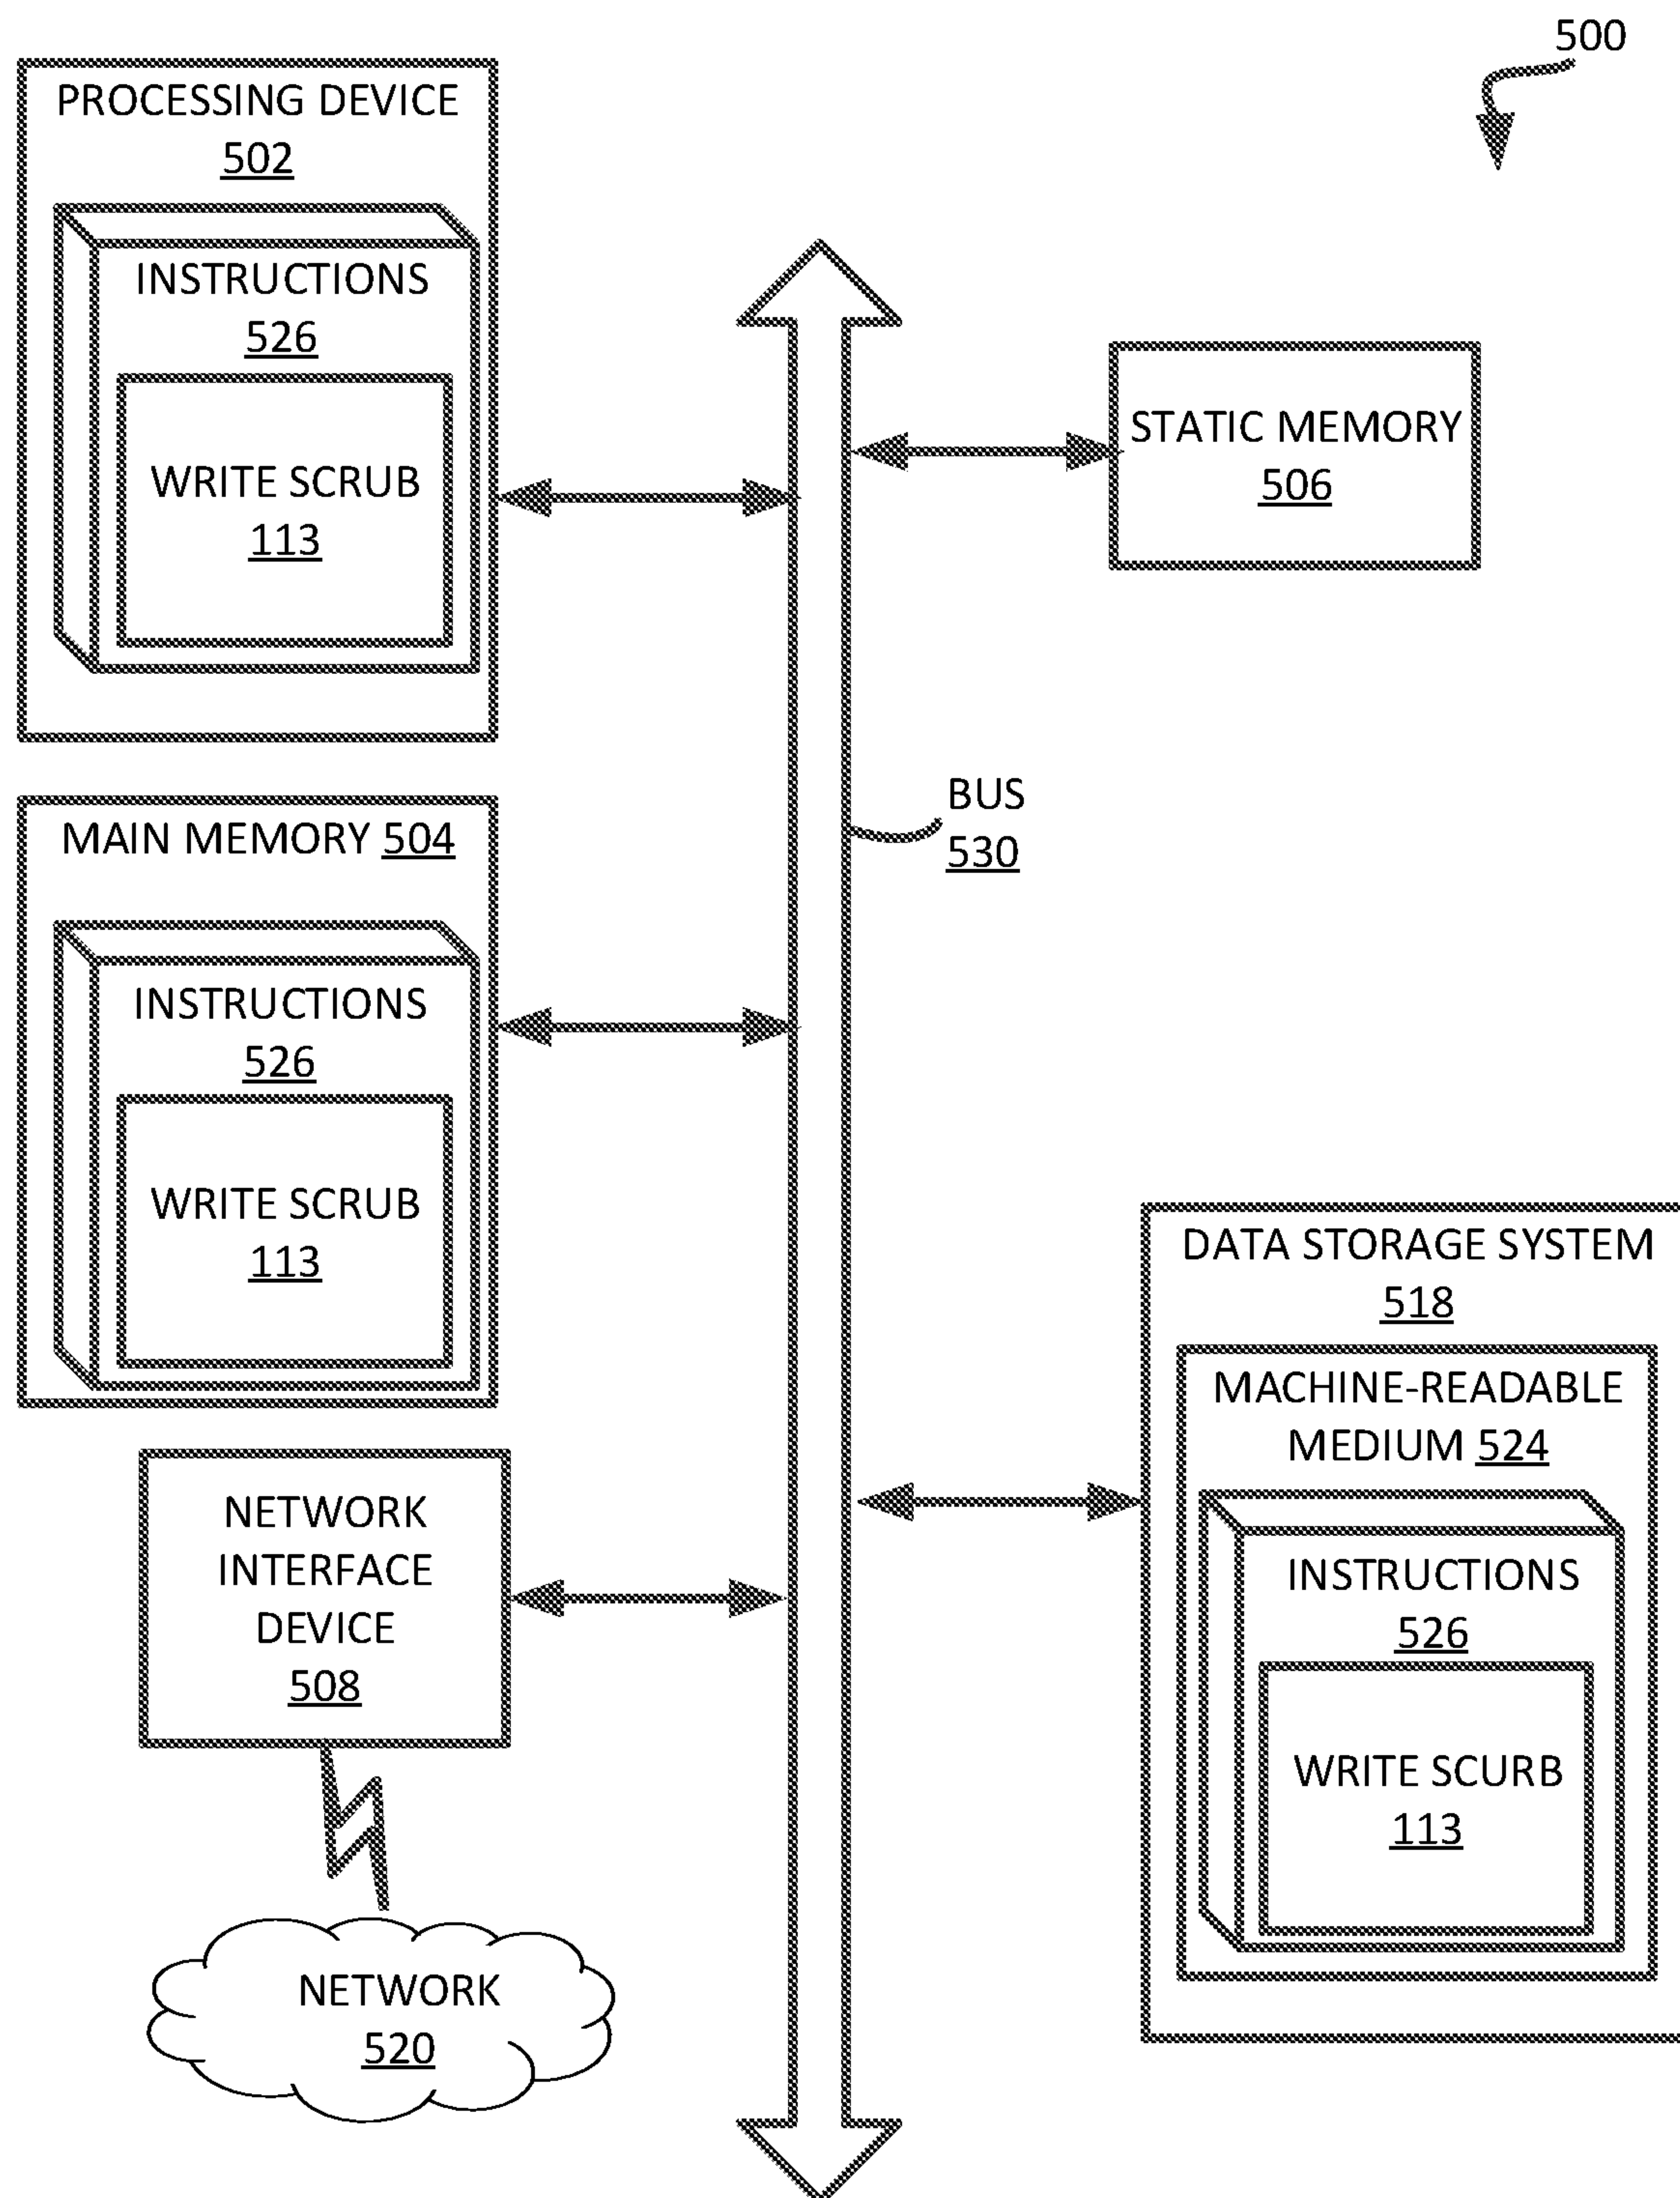 500
PROCESSING DEVICE
502
INSTRUCTIONS
526
WRITE SCRUB
113
STATIC MEMORY
506
BUS
530
MAIN MEMORY 504
INSTRUCTIONS
526
WRITE SCRUB
113
DATA STORAGE SYSTEM
518
MACHINE-READABLE
MEDIUM 524
INSTRUCTIONS
526
WRITE SCURB
113
NETWORK
INTERFACE
DEVICE
508
NETWORK
520